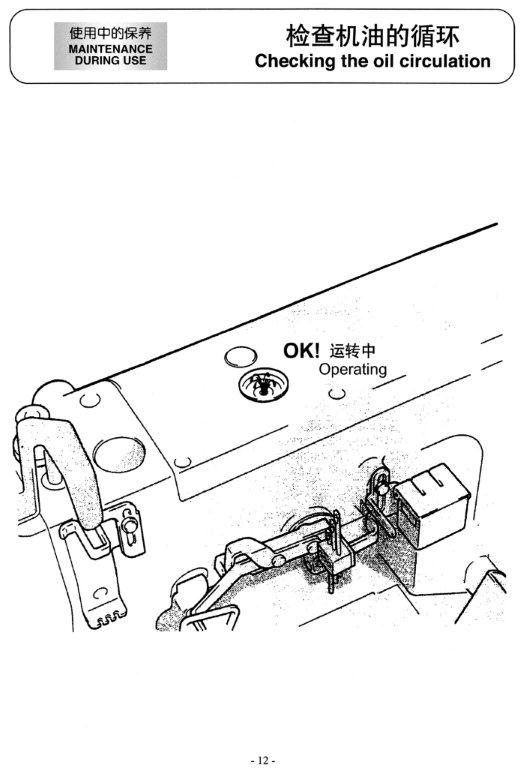 使用中的保养
MAINTENANCE
DURING USE
检查机油的循环
Checking the oil circulation
OK! 运转中
Operating
- 12 -